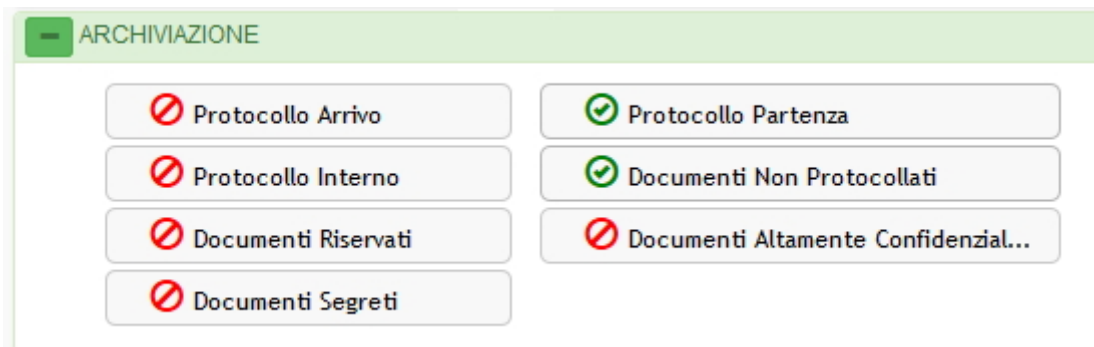 ARCHIVIAZIONE
Protocollo Arrivo
Protocollo Partenza
Protocollo Interno
Documenti Non Protocollati
Documenti Riservati
Documenti Altamente Confidenzial...
Documenti Segreti